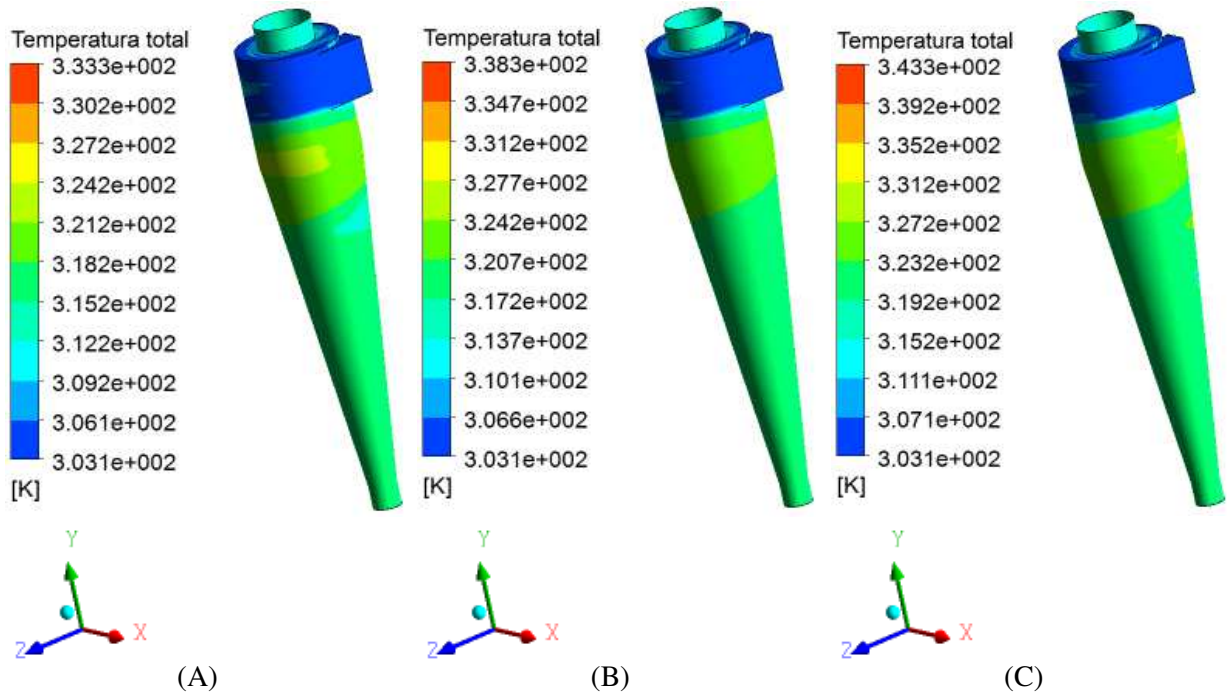 Temperatura total
3.333e+002
3.302e+002
3.272e+002
3.242e+002
3.212e+002
3.182e+002
3.152e+002
3.122e+002
3.092e+002
3.061e+002
3.031e+002
[K]
Y
Z
X
(A)
Temperatura total
3.383e+002
3.347e+002
3.312e+002
3.277e+002
3.242e+002
3.207e+002
3.172e+002
3.137e+002
3.101e+002
3.066e+002
3.031e+002
[K]
Y
Z
X
(B)
Temperatura total
3.433e+002
3.392e+002
3.352e+002
3.312e+002
3.272e+002
3.232e+002
3.192e+002
3.152e+002
3.111e+002
3.071e+002
3.031e+002
[K]
Y
Z
X
(C)